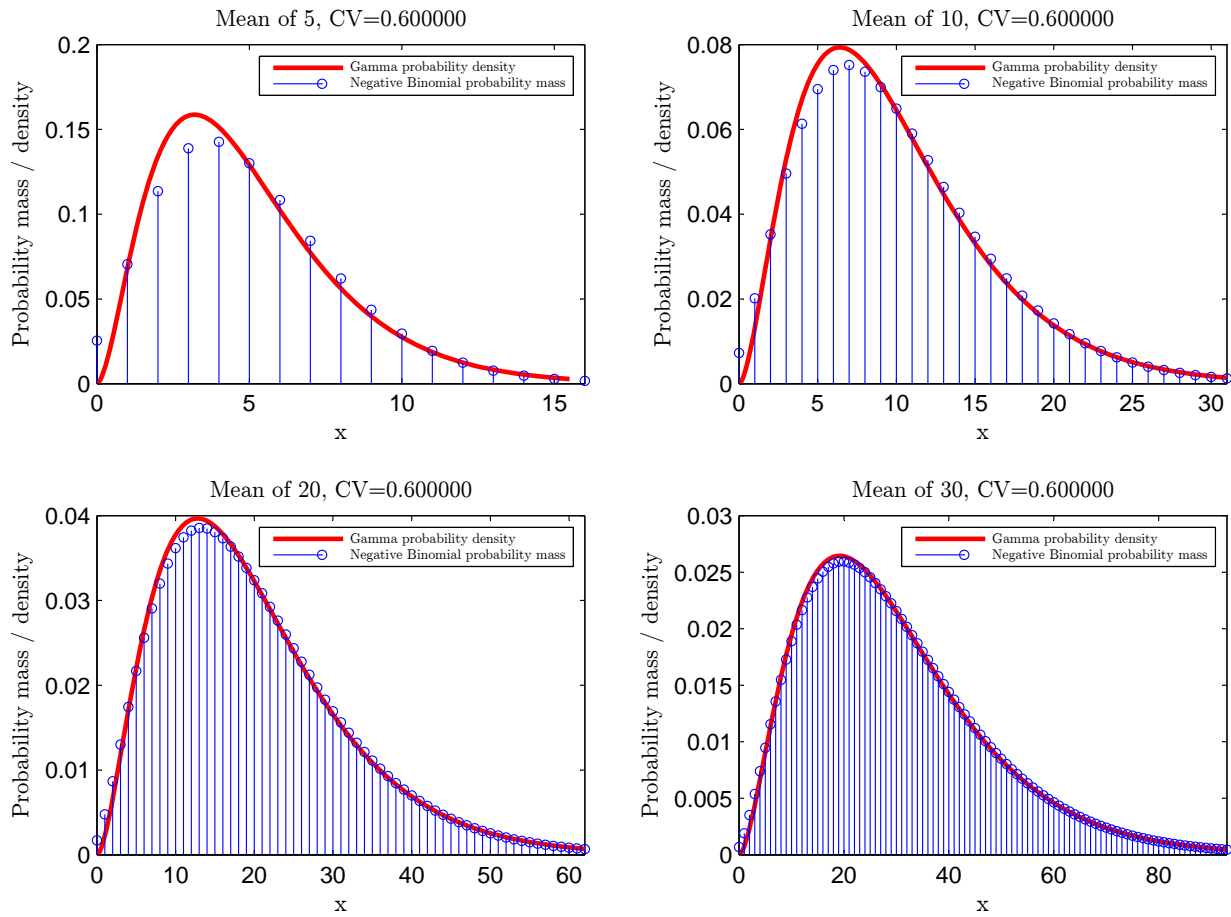 Mean of 5, CV=0.600000
0.2
0.15
0.1
0.05
0
Probability mass / density
Gamma probability density
Negative Binomial probability mass
0 5 10 15
x
Mean of 10, CV=0.600000
0.08
0.06
0.04
0.02
0
Probability mass / density
Gamma probability density
Negative Binomial probability mass
0 5 10 15 20 25 30
x
Mean of 20, CV=0.600000
0.04
0.03
0.02
0.01
0
Probability mass / density
Gamma probability density
Negative Binomial probability mass
0 10 20 30 40 50 60
x
Mean of 30, CV=0.600000
0.03
0.025
0.02
0.015
0.01
0.005
0
Probability mass / density
Gamma probability density
Negative Binomial probability mass
0 20 40 60 80
x